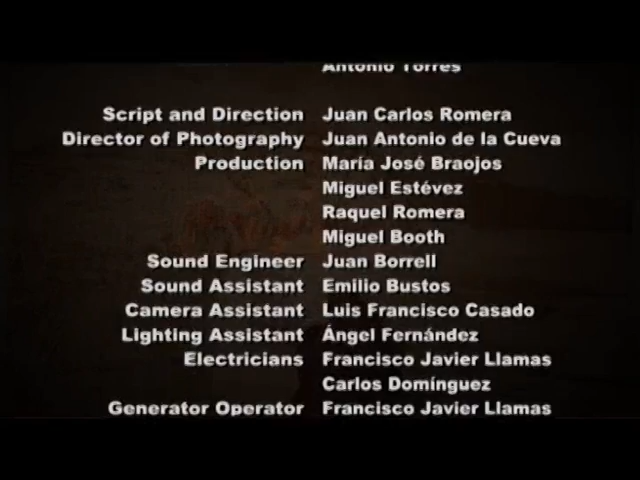 Antonio Torres
Script and Direction Juan Carlos Romera
Director of Photography Juan Antonio de la Cueva
Production María José Braojos
Miguel Estévez
Raquel Romera
Miguel Booth
Sound Engineer Juan Borrell
Sound Assistant Emilio Bustos
Camera Assistant Luis Francisco Casado
Lighting Assistant Ángel Fernández
Electricians Francisco Javier Llamas
Carlos Domínguez
Generator Operator Francisco Javier Llamas